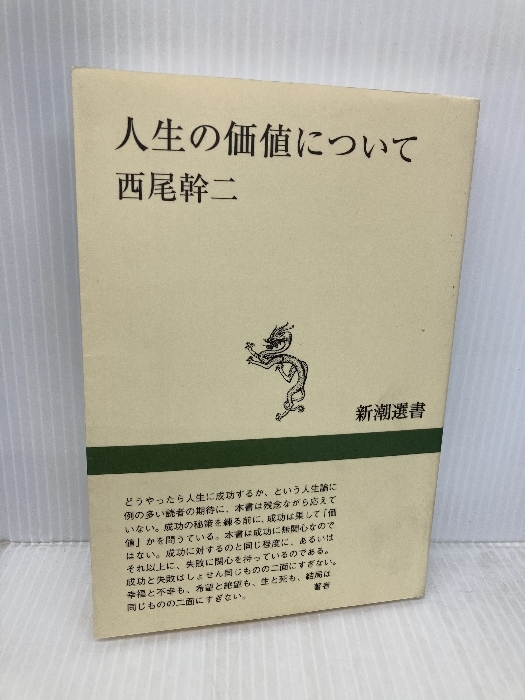 人生の価値について
西尾幹二
新潮選書
どうやったら人生に成功するか、という人生論に
例の多い読者の期待に、本書は残念ながら応えて
いない。成功の秘策を練る前に、成功は果して「価
値」かを問うている。本書は成功に無関心なので
はない。成功に対するのと同じ程度に、あるいは
それ以上に、失敗に関心を持っているのである。
成功と失敗はしょせん同じものの二面にすぎない。
幸福と不幸も、希望と絶望も、生と死も、結局は
同じものの二面にすぎない。
著者